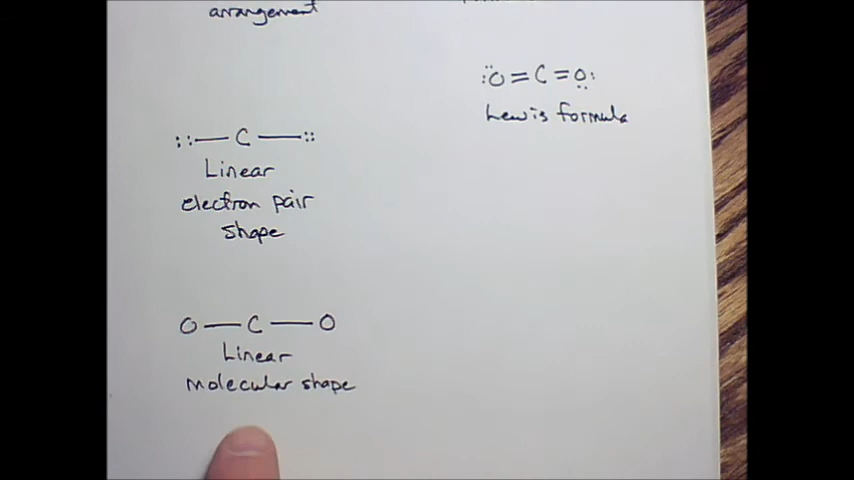 arrangement
:Ö=C=O:
Lewis formula
::—C—::
Linear
electron pair
shape
O—C—O
Linear
molecular shape